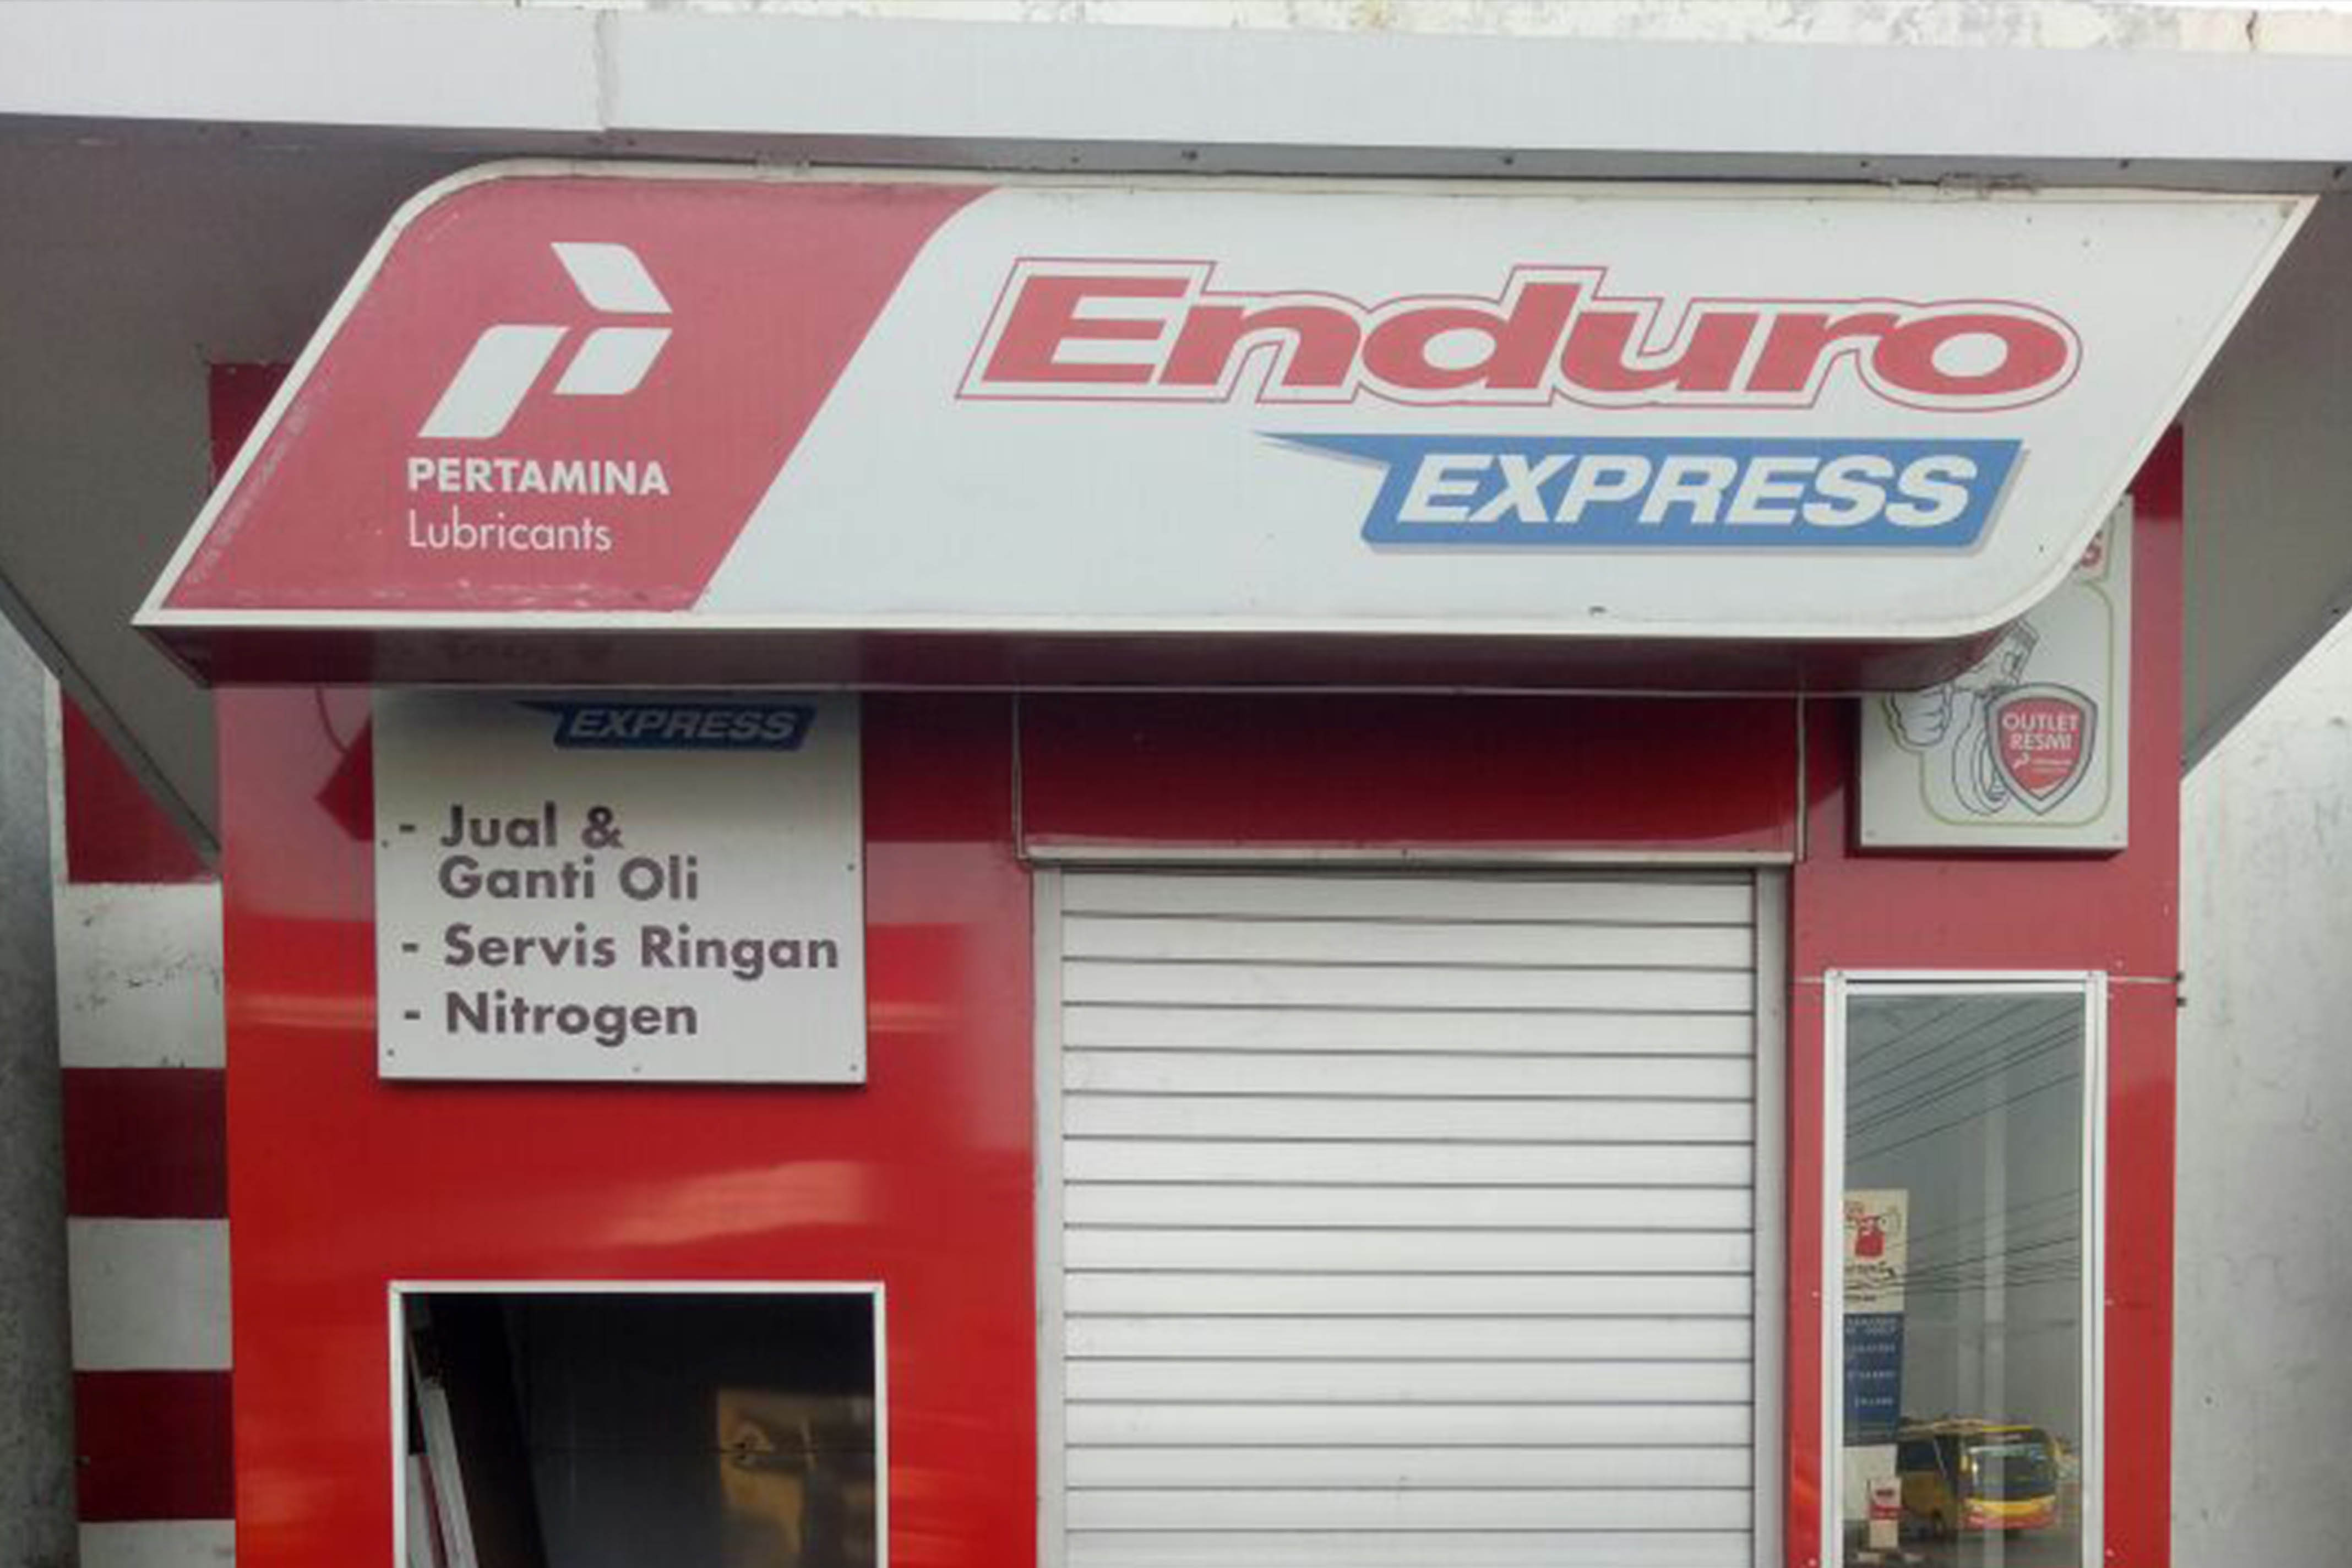 PERTAMINA
Lubricants
Enduro
EXPRESS
EXPRESS
- Jual &
Ganti Oli
- Servis Ringan
- Nitrogen
OUTLET
RESMI